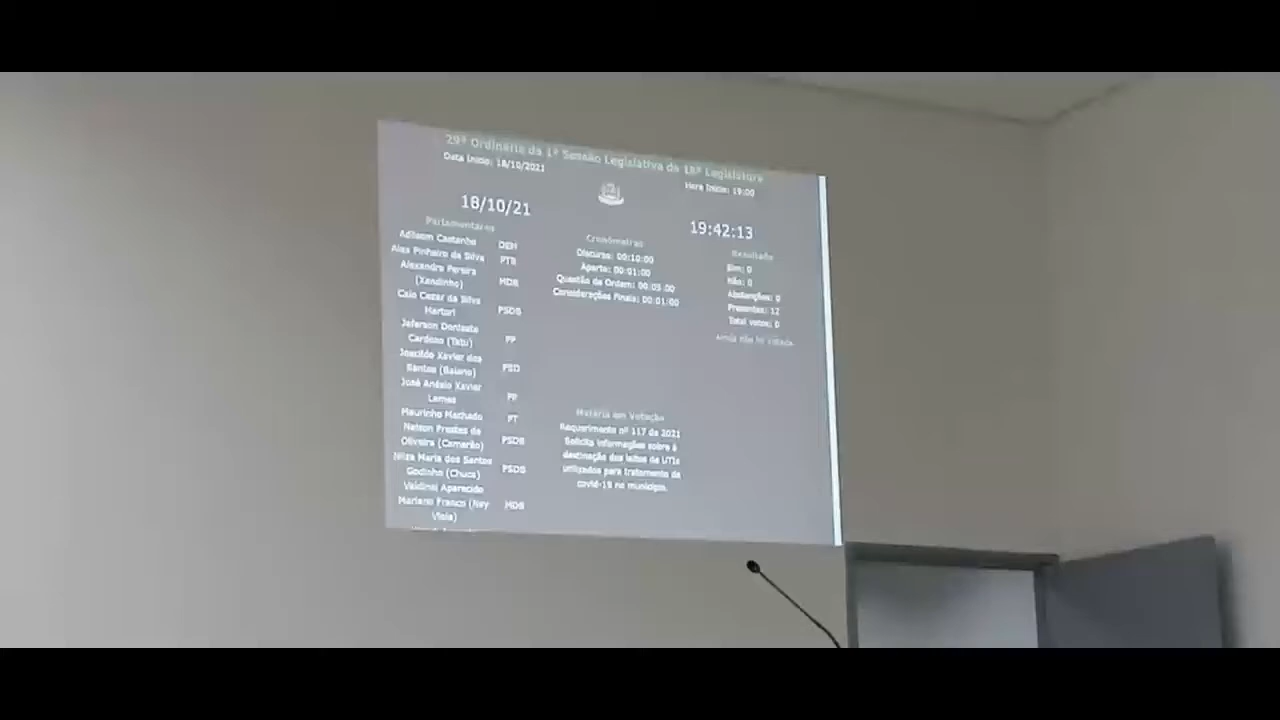 29ª Ordinária da 1ª Sessão Legislativa da 18ª Legislatura
Data Início: 18/10/2021
Hora Início: 19:00
18/10/21
19:42:13
Parlamentares
Adilson Castanho DEM
Alex Pinheiro da Silva PTB
Alexandre Pereira
(Xandinho) MDB
Caio Cezar da Silva
Martori PSDB
Jeferson Donizete
Cardoso (Tatu) PP
Joscildo Xavier dos
Santos (Baiano) PSD
José Anésio Xavier
Lemes PP
Maurinho Machado PT
Nelson Prestes de
Oliveira (Camarão) PSDB
Nilza Maria dos Santos
Godinho (Chuca) PSDB
Valdinei Aparecido
Mariano Franco (Ney
Viola) MDB
Cronômetros
Discurso: 00:10:00
Aparte: 00:01:00
Questão de Ordem: 00:05:00
Considerações Finais: 00:01:00
Resultado
Sim: 0
Não: 0
Abstenções: 0
Presentes: 12
Total votos: 0
Ainda não foi votada.
Matéria em Votação
Requerimento nº 117 de 2021
Solicita informações sobre a
destinação dos leitos de UTIs
utilizados para tratamento da
covid-19 no município.